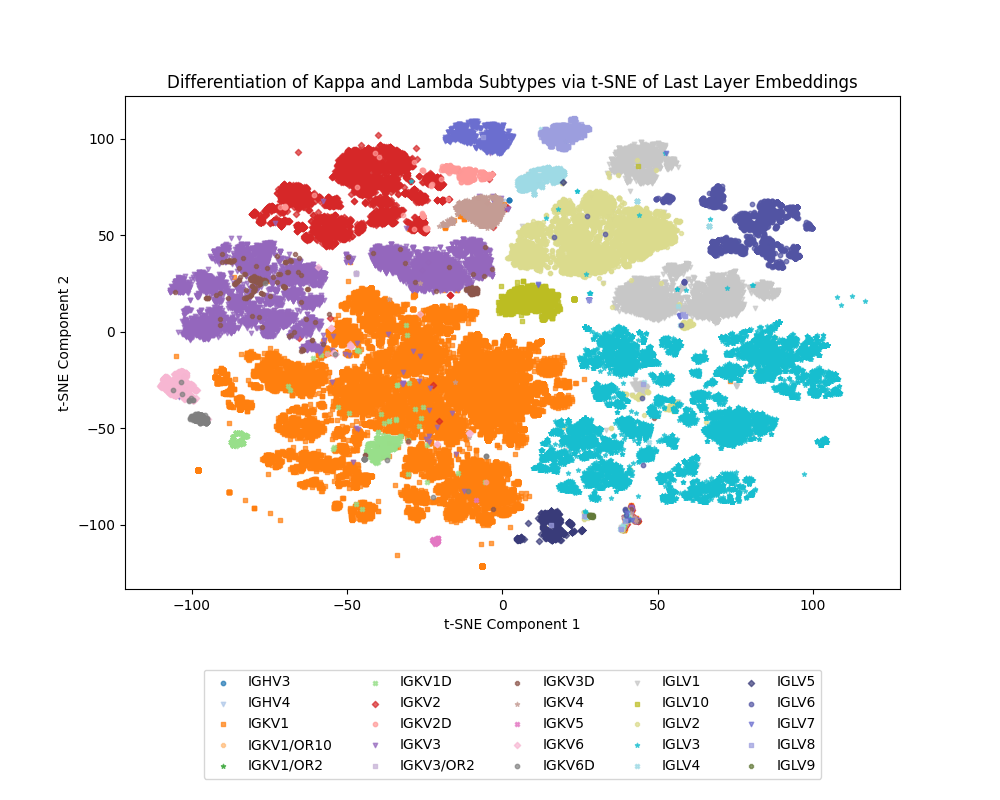 Differentiation of Kappa and Lambda Subtypes via t-SNE of Last Layer Embeddings
t-SNE Component 2
100
50
0
−50
−100
−100
−50
0
50
100
t-SNE Component 1
IGHV3
IGHV4
IGKV1
IGKV1/OR10
IGKV1/OR2
IGKV1D
IGKV2
IGKV2D
IGKV3
IGKV3/OR2
IGKV3D
IGKV4
IGKV5
IGKV6
IGKV6D
IGLV1
IGLV10
IGLV2
IGLV3
IGLV4
IGLV5
IGLV6
IGLV7
IGLV8
IGLV9